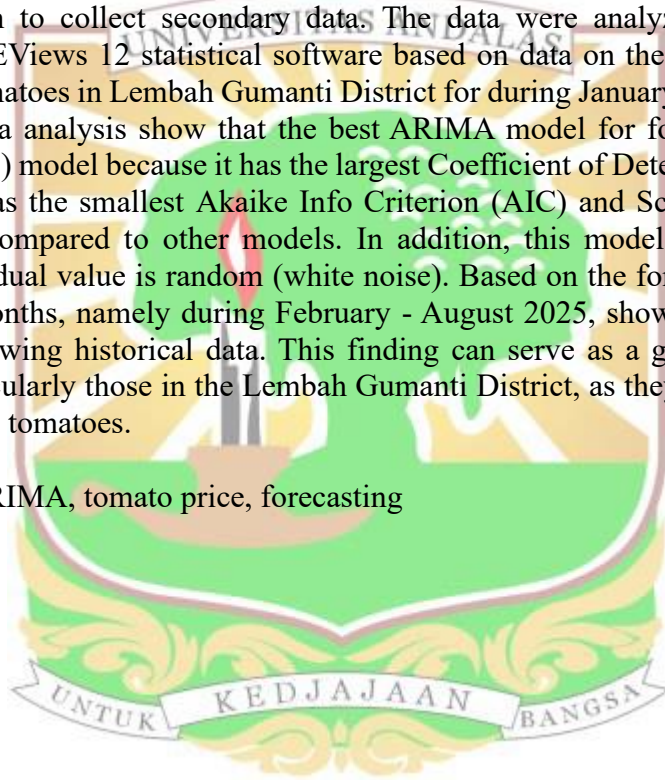 n to collect secondary data. The data were analyz
UNIVERSITAS ANDALAS
EViews 12 statistical software based on data on the
matoes in Lembah Gumanti District for during January
a analysis show that the best ARIMA model for fo
) model because it has the largest Coefficient of Dete
as the smallest Akaike Info Criterion (AIC) and Sc
ompared to other models. In addition, this model
dual value is random (white noise). Based on the for
onths, namely during February - August 2025, show
wing historical data. This finding can serve as a g
ularly those in the Lembah Gumanti District, as they
tomatoes.
RIMA, tomato price, forecasting
UNTUK KEDJAJAAN BANGSA